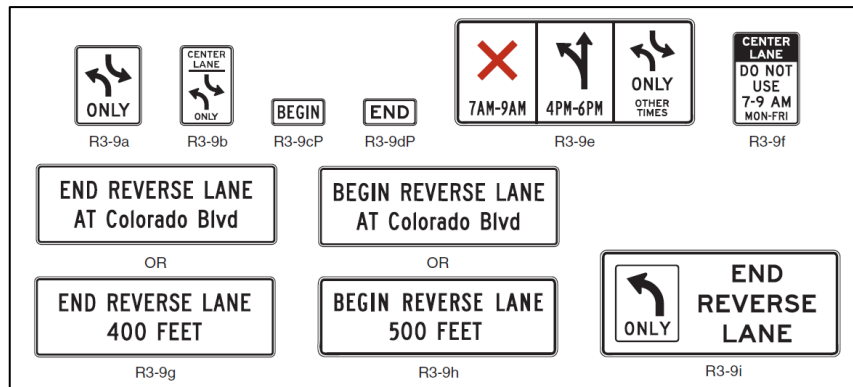 ONLY
R3-9a
CENTER
LANE
ONLY
R3-9b
BEGIN
R3-9cP
END
R3-9dP
7AM-9AM
4PM-6PM
ONLY
OTHER
TIMES
R3-9e
CENTER
LANE
DO NOT
USE
7-9 AM
MON-FRI
R3-9f
END REVERSE LANE
AT Colorado Blvd
OR
END REVERSE LANE
400 FEET
R3-9g
BEGIN REVERSE LANE
AT Colorado Blvd
OR
BEGIN REVERSE LANE
500 FEET
R3-9h
ONLY
END
REVERSE
LANE
R3-9i